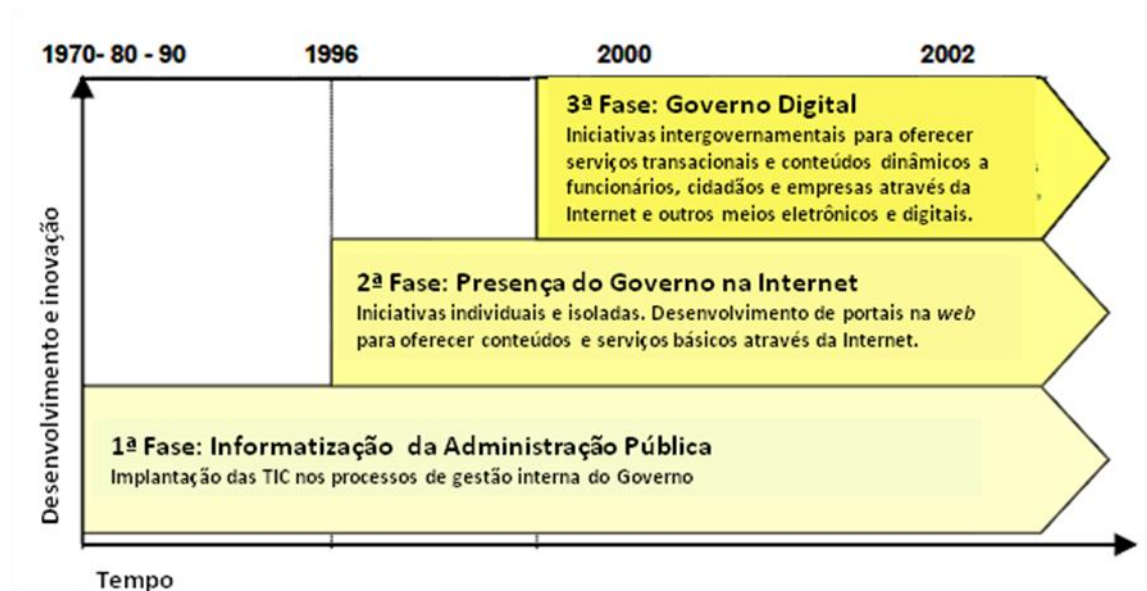 1970- 80 - 90
1996
2000
2002
3ª Fase: Governo Digital
Iniciativas intergovernamentais para oferecer
serviços transacionais e conteúdos dinâmicos a
funcionários, cidadãos e empresas através da
Internet e outros meios eletrônicos e digitais.
2ª Fase: Presença do Governo na Internet
Iniciativas individuais e isoladas. Desenvolvimento de portais na web
para oferecer conteúdos e serviços básicos através da Internet.
1ª Fase: Informatização da Administração Pública
Implantação das TIC nos processos de gestão interna do Governo
Desenvolvimento e inovação
Tempo